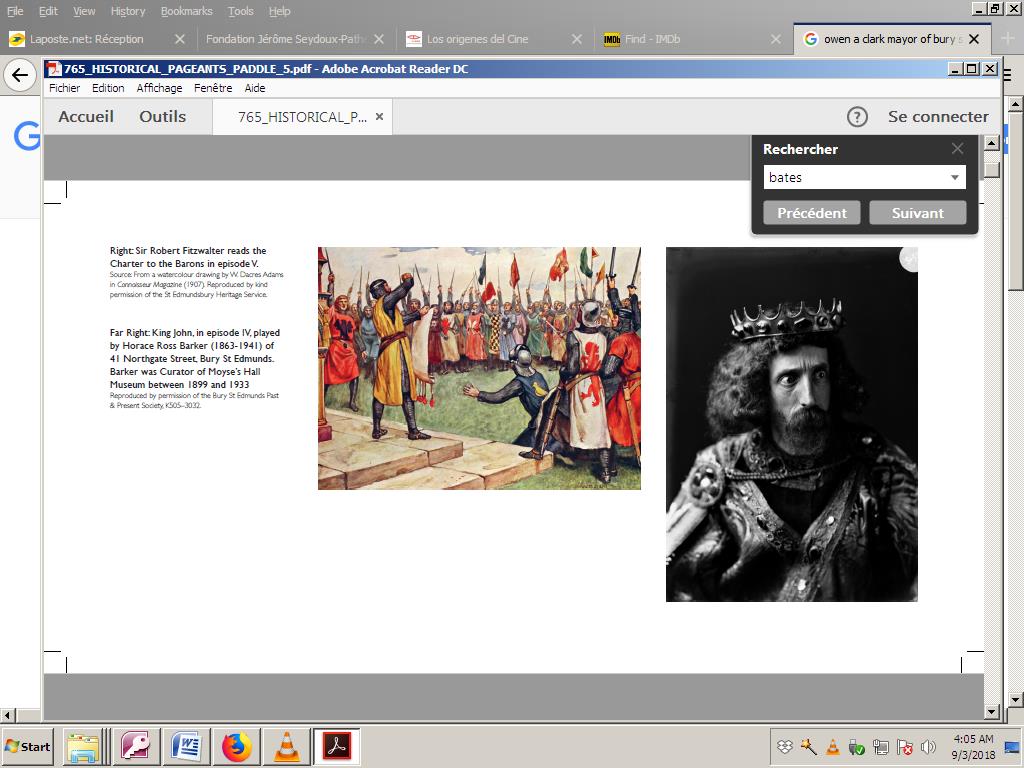 File Edit View History Bookmarks Tools Help
Laposte.net: Réception
Fondation Jérôme Seydoux-Path
Los origenes del Cine
IMDb Find - IMDb
G owen a clark mayor of bury s
765_HISTORICAL_PAGEANTS_PADDLE_5.pdf - Adobe Acrobat Reader DC
Fichier Edition Affichage Fenêtre Aide
Accueil Outils 765_HISTORICAL_P... ? Se connecter
G
Rechercher
bates
Précédent Suivant
Right: Sir Robert Fitzwalter reads the
Charter to the Barons in episode V.
Source: From a watercolour drawing by W. Dacres Adams
in Connoisseur Magazine (1907). Reproduced by kind
permission of the St Edmundsbury Heritage Service.
Far Right: King John, in episode IV, played
by Horace Ross Barker (1863-1941) of
41 Northgate Street, Bury St Edmunds.
Barker was Curator of Moyse's Hall
Museum between 1899 and 1933
Reproduced by permission of the Bury St Edmunds Past
& Present Society, K505–3032.
Start
4:05 AM
9/3/2018